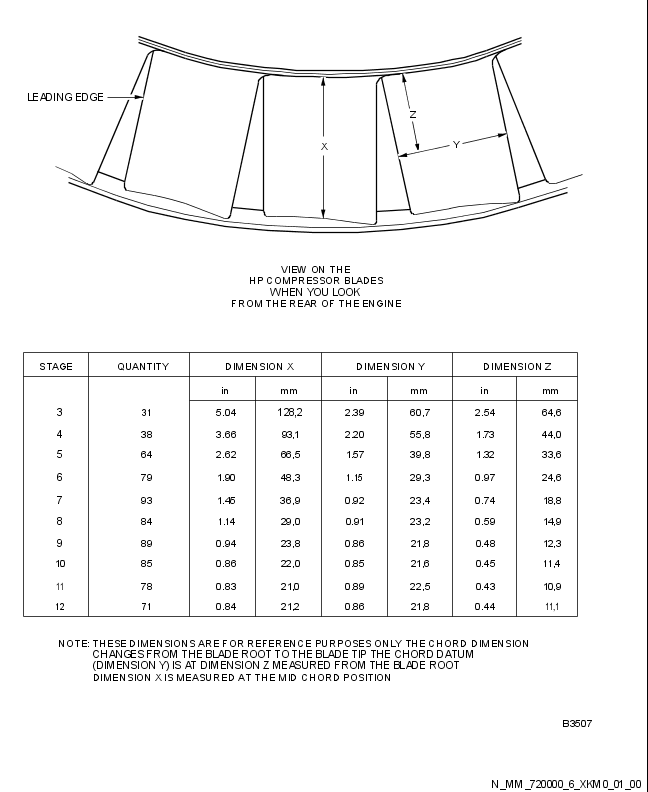 LEADING EDGE
X
Z
Y
VIEW ON THE
HP COMPRESSOR BLADES
WHEN YOU LOOK
FROM THE REAR OF THE ENGINE
STAGE QUANTITY DIMENSION X DIMENSION Y DIMENSION Z
in mm in mm in mm
3 31 5.04 128,2 2.39 60,7 2.54 64,6
4 38 3.66 93,1 2.20 55,8 1.73 44,0
5 64 2.62 66,5 1.57 39,8 1.32 33,6
6 79 1.90 48,3 1.15 29,3 0.97 24,6
7 93 1.45 36,9 0.92 23,4 0.74 18,8
8 84 1.14 29,0 0.91 23,2 0.59 14,9
9 89 0.94 23,8 0.86 21,8 0.48 12,3
10 85 0.86 22,0 0.85 21,6 0.45 11,4
11 78 0.83 21,0 0.89 22,5 0.43 10,9
12 71 0.84 21,2 0.86 21,8 0.44 11,1
NOTE: THESE DIMENSIONS ARE FOR REFERENCE PURPOSES ONLY THE CHORD DIMENSION
CHANGES FROM THE BLADE ROOT TO THE BLADE TIP THE CHORD DATUM
(DIMENSION Y) IS AT DIMENSION Z MEASURED FROM THE BLADE ROOT
DIMENSION X IS MEASURED AT THE MID CHORD POSITION
B3507
N_MM_720000_6_XKM0_01_00